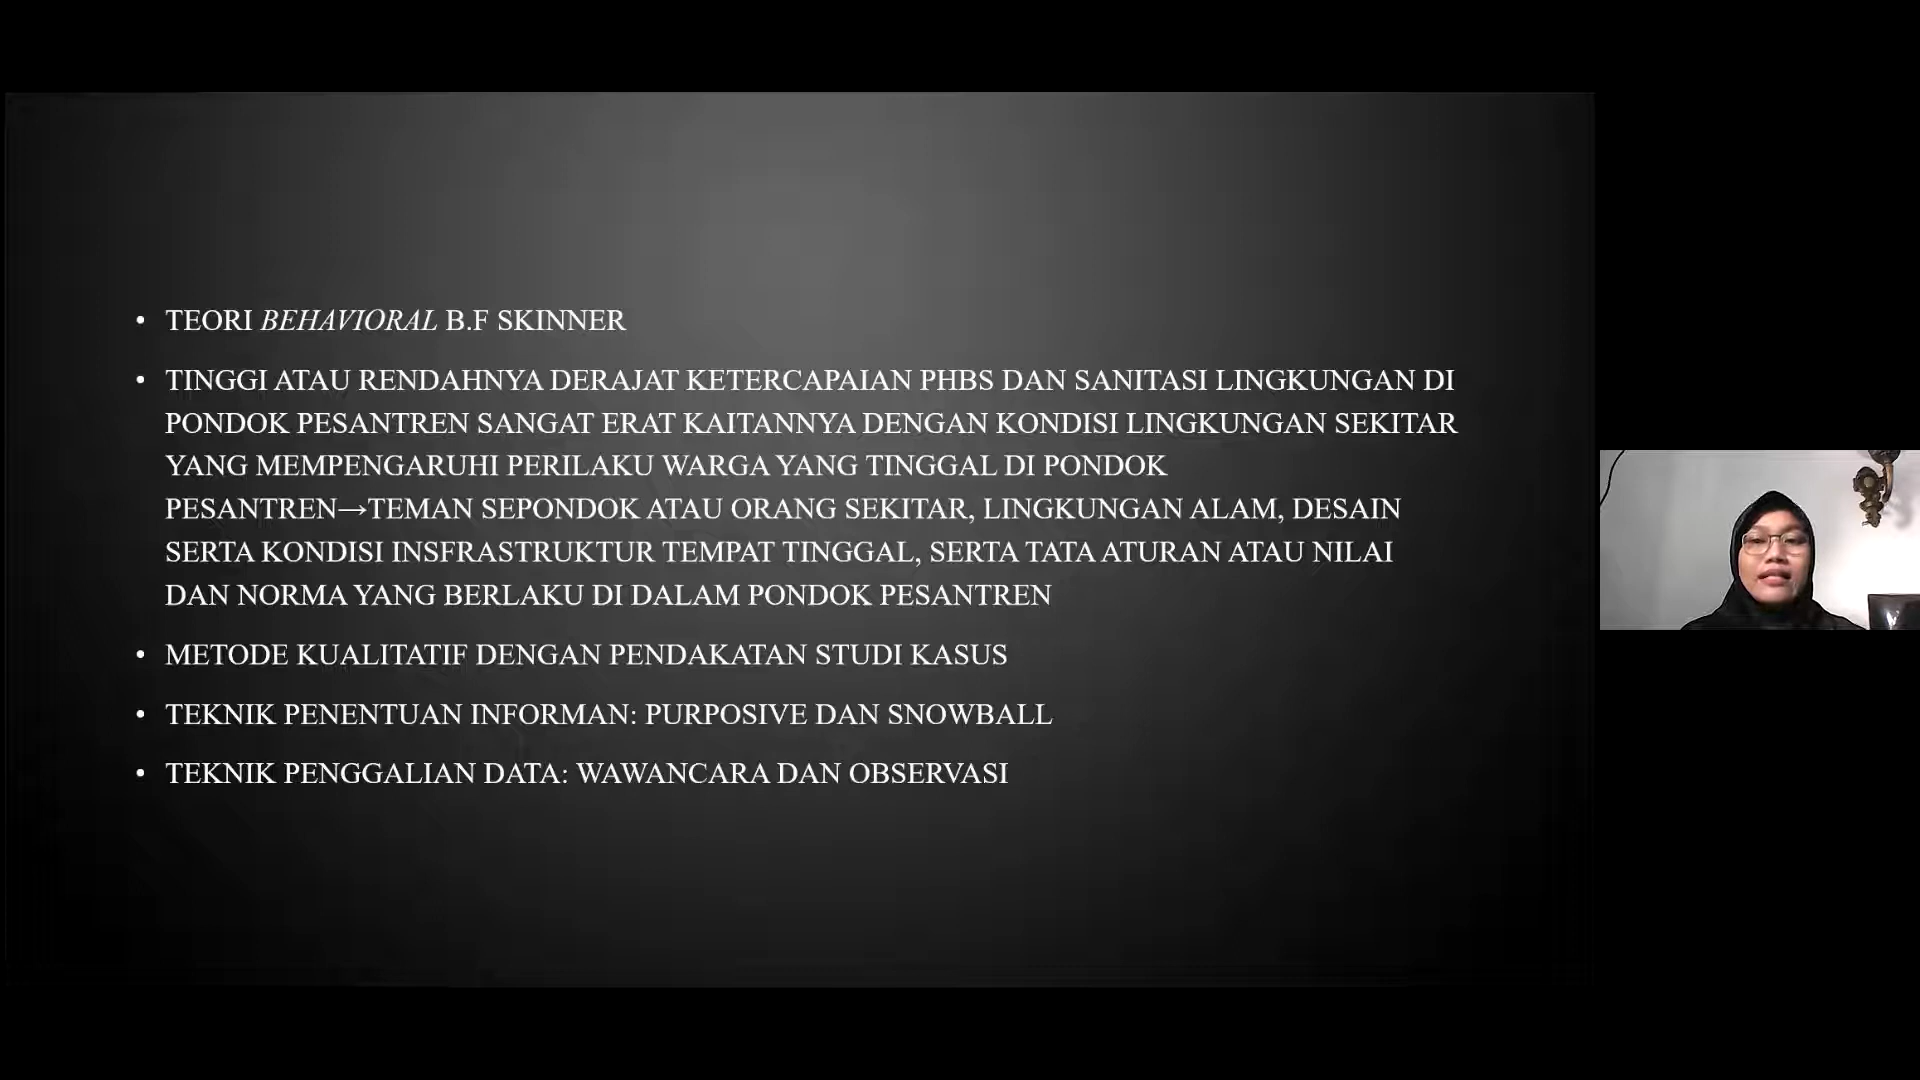 • TEORI BEHAVIORAL B.F SKINNER
• TINGGI ATAU RENDAHNYA DERAJAT KETERCAPAIAN PHBS DAN SANITASI LINGKUNGAN DI
PONDOK PESANTREN SANGAT ERAT KAITANNYA DENGAN KONDISI LINGKUNGAN SEKITAR
YANG MEMPENGARUHI PERILAKU WARGA YANG TINGGAL DI PONDOK
PESANTREN→TEMAN SEPONDOK ATAU ORANG SEKITAR, LINGKUNGAN ALAM, DESAIN
SERTA KONDISI INSFRASTRUKTUR TEMPAT TINGGAL, SERTA TATA ATURAN ATAU NILAI
DAN NORMA YANG BERLAKU DI DALAM PONDOK PESANTREN
• METODE KUALITATIF DENGAN PENDAKATAN STUDI KASUS
• TEKNIK PENENTUAN INFORMAN: PURPOSIVE DAN SNOWBALL
• TEKNIK PENGGALIAN DATA: WAWANCARA DAN OBSERVASI